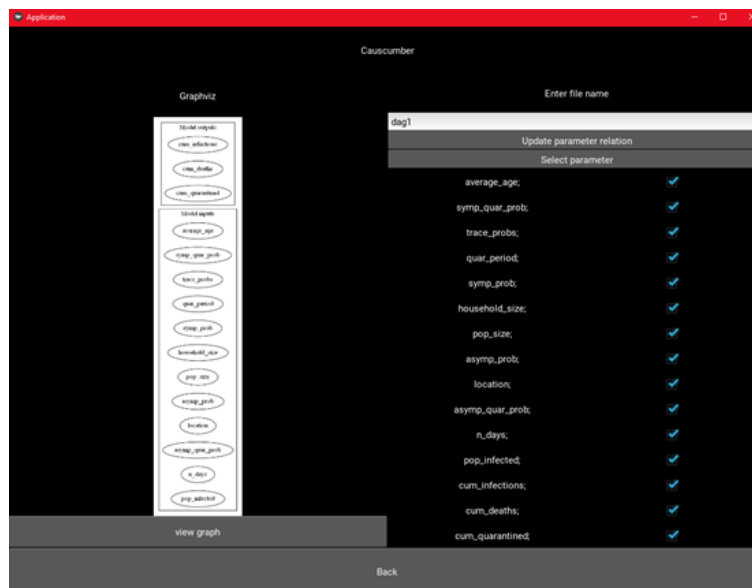 Application
Causcumber
Graphviz
Model outputs
cum_infections
cum_deaths
cum_quarantined
Model inputs
average_age
symp_quar_prob
trace_probs
quar_period
symp_prob
household_size
pop_size
asymp_prob
location
asymp_quar_prob
n_days
pop_infected
view graph
Enter file name
dag1
Update parameter relation
Select parameter
average_age;
symp_quar_prob;
trace_probs;
quar_period;
symp_prob;
household_size;
pop_size;
asymp_prob;
location;
asymp_quar_prob;
n_days;
pop_infected;
cum_infections;
cum_deaths;
cum_quarantined;
Back